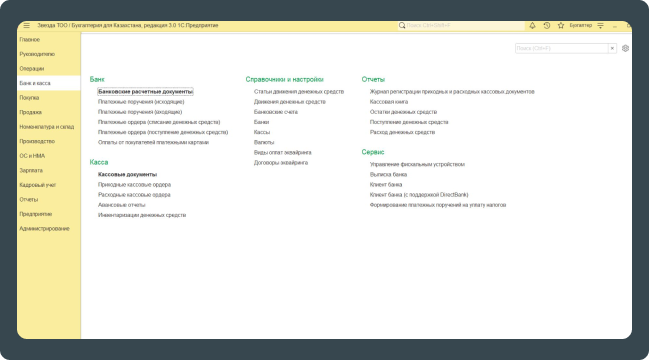 Звезда ТОО / Бухгалтерия для Казахстана, редакция 3.0 1С:Предприятие
Поиск Ctrl+Shift+F
Бухгалтер
Главное
Руководителю
Операции
Банк и касса
Покупка
Продажа
Номенклатура и склад
Производство
ОС и НМА
Зарплата
Кадровый учет
Отчеты
Предприятие
Администрирование
Поиск (Ctrl+F)
Банк
Банковские расчетные документы
Платежные поручения (исходящие)
Платежные поручения (входящие)
Платежные ордера (списание денежных средств)
Платежные ордера (поступление денежных средств)
Оплаты от покупателей платежными картами
Касса
Кассовые документы
Приходные кассовые ордера
Расходные кассовые ордера
Авансовые отчеты
Инвентаризация денежных средств
Справочники и настройки
Статьи движения денежных средств
Движения денежных средств
Банковские счета
Банки
Кассы
Валюты
Виды оплат эквайринга
Договоры эквайринга
Отчеты
Журнал регистрации приходных и расходных кассовых документов
Кассовая книга
Остатки денежных средств
Поступление денежных средств
Расход денежных средств
Сервис
Управление фискальным устройством
Выписка банка
Клиент банка
Клиент банка (с поддержкой DirectBank)
Формирование платежных поручений на уплату налогов